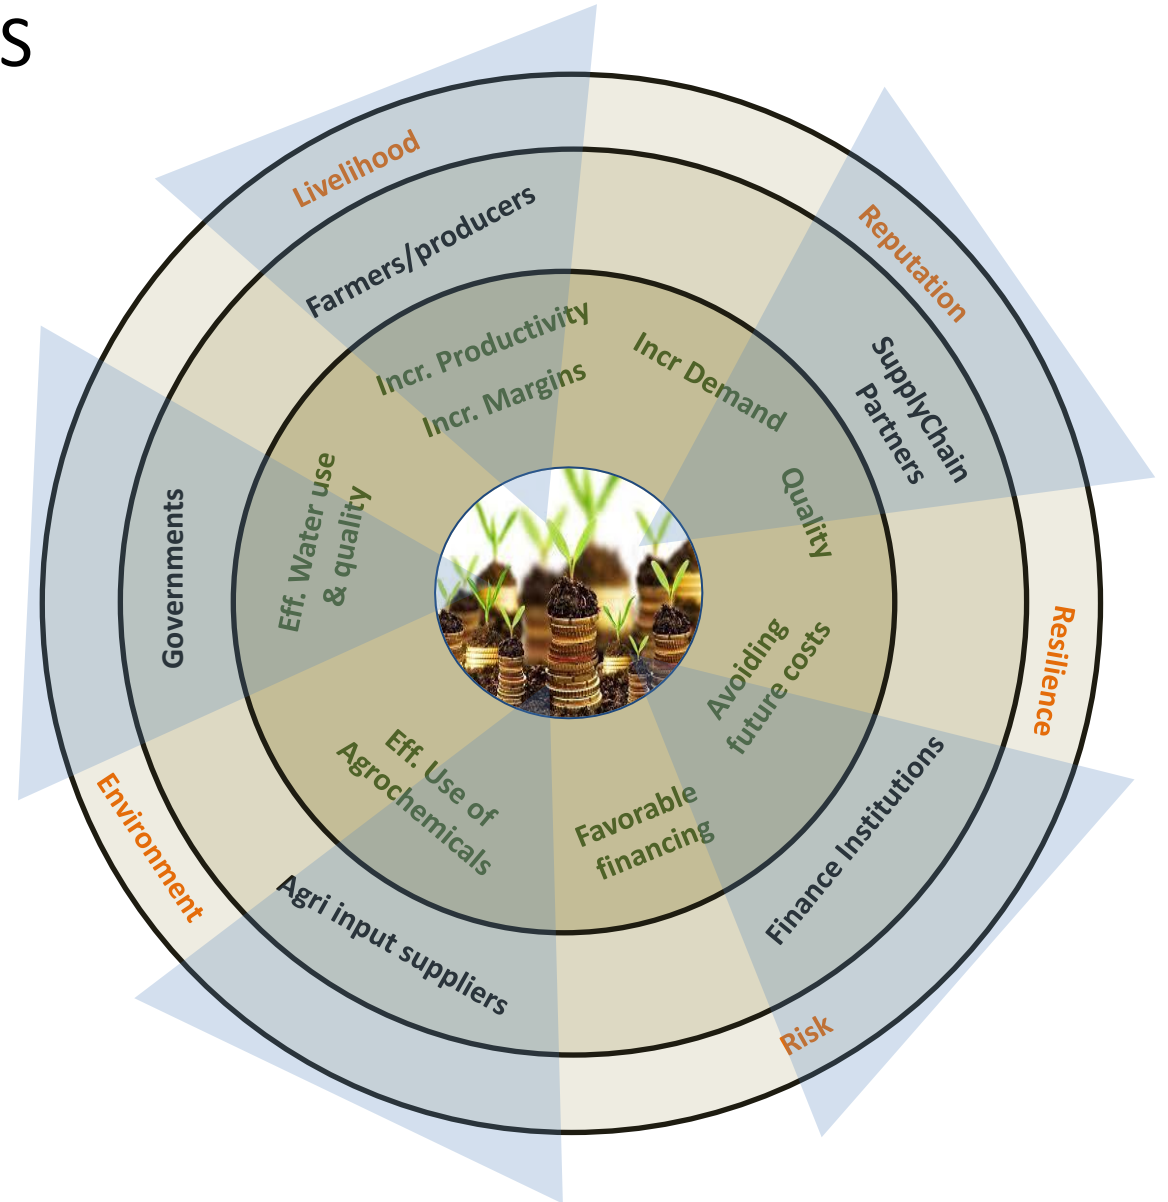 S
Livelihood
Farmers/producers
Incr. Productivity
Incr. Margins
Incr Demand
Reputation
SupplyChain
Partners
Quality
Resilience
Avoiding
future costs
Finance Institutions
Risk
Favorable
financing
Agri input suppliers
Eff. Use of
Agrochemicals
Environment
Governments
Eff. Water use
& quality